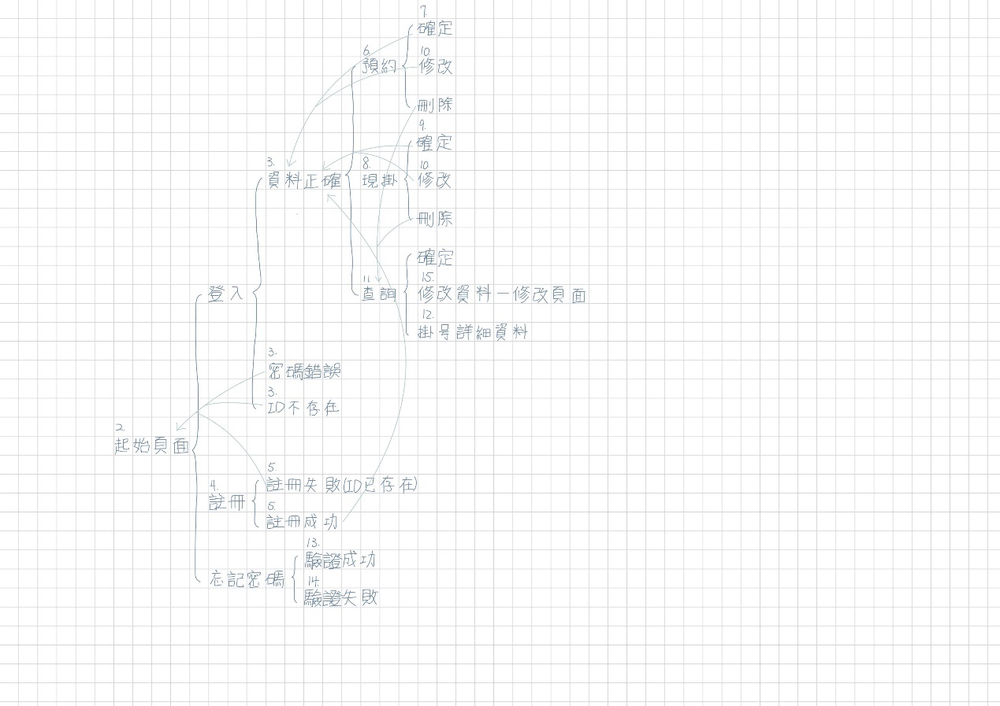 7.
確定
6.
預約
10.
修改
刪除
9.
確定
3.
資料正確
8.
現掛
10.
修改
刪除
確定
11.
查詢
15.
修改資料－修改頁面
12.
掛号詳細資料
登入
3.
密碼錯誤
3.
ID不存在
2.
起始頁面
4.
註冊
5.
註冊失敗(ID已存在)
5.
註冊成功
忘記密碼
13.
驗證成功
14.
驗證失敗